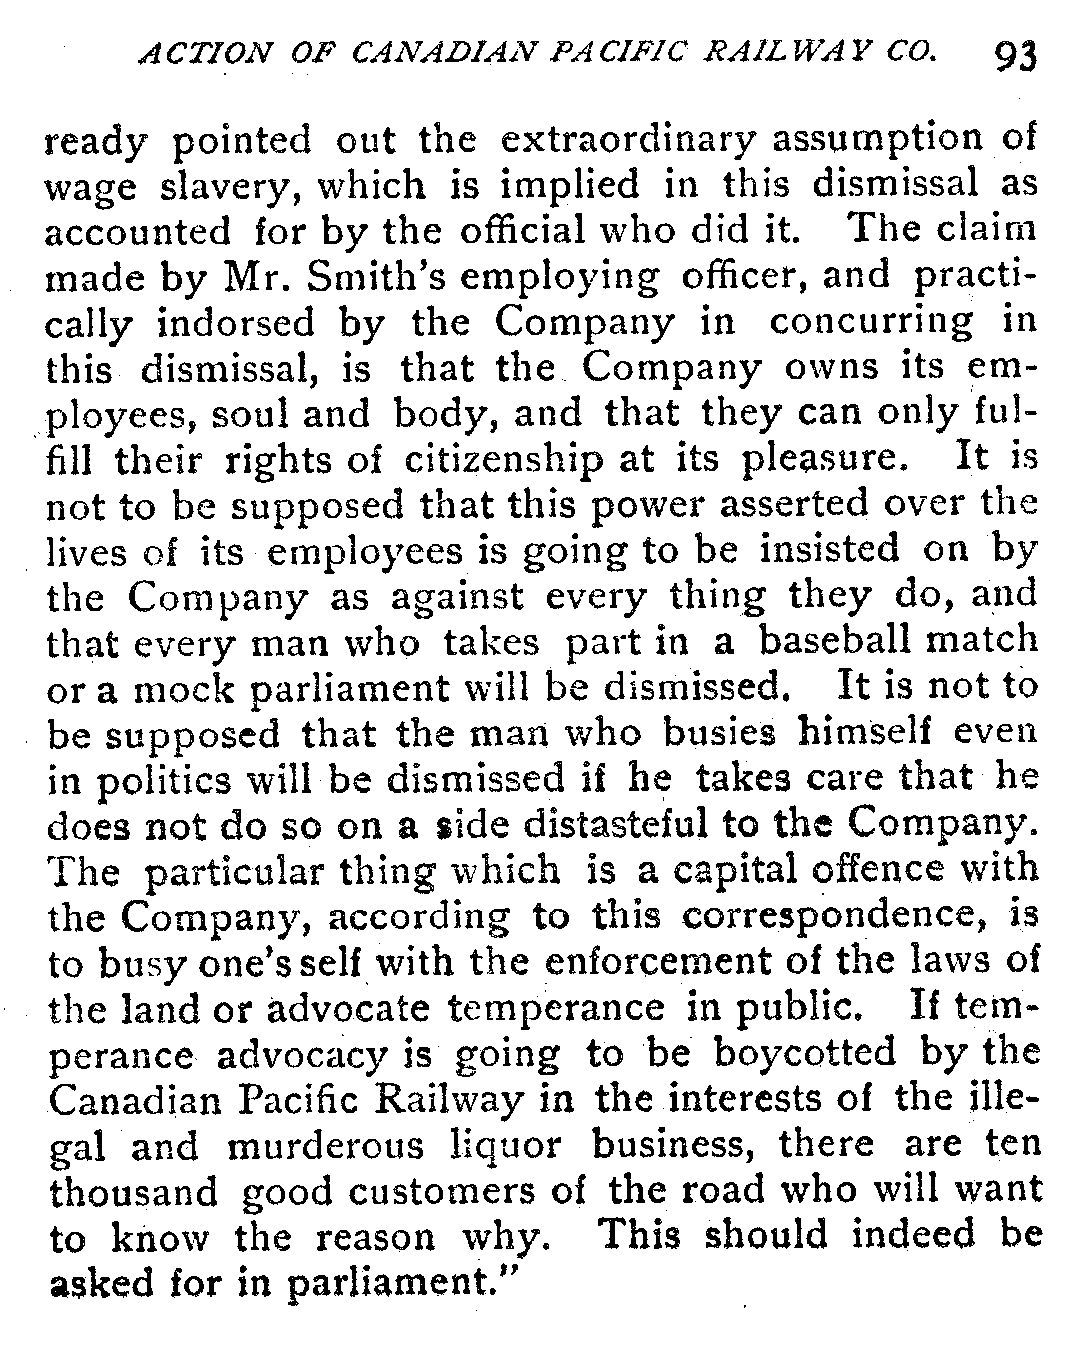 ACTION OF CANADIAN PACIFIC RAILWAY CO. 93
ready pointed out the extraordinary assumption of
wage slavery, which is implied in this dismissal as
accounted for by the official who did it. The claim
made by Mr. Smith's employing officer, and practi-
cally indorsed by the Company in concurring in
this dismissal, is that the Company owns its em-
ployees, soul and body, and that they can only ful-
fill their rights of citizenship at its pleasure. It is
not to be supposed that this power asserted over the
lives of its employees is going to be insisted on by
the Company as against every thing they do, and
that every man who takes part in a baseball match
or a mock parliament will be dismissed. It is not to
be supposed that the man who busies himself even
in politics will be dismissed if he takes care that he
does not do so on a side distasteful to the Company.
The particular thing which is a capital offence with
the Company, according to this correspondence, is
to busy one's self with the enforcement of the laws of
the land or advocate temperance in public. If tem-
perance advocacy is going to be boycotted by the
Canadian Pacific Railway in the interests of the ille-
gal and murderous liquor business, there are ten
thousand good customers of the road who will want
to know the reason why. This should indeed be
asked for in parliament."